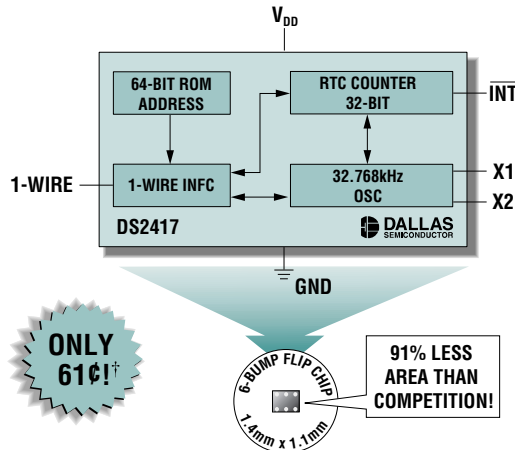 VDD
64-BIT ROM
ADDRESS
RTC COUNTER
32-BIT
INT
1-WIRE
1-WIRE INFC
32.768kHz
OSC
X1
X2
DS2417
DALLAS
SEMICONDUCTOR
GND
ONLY
61¢!†
6-BUMP FLIP CHIP
1.4mm x 1.1mm
91% LESS
AREA THAN
COMPETITION!